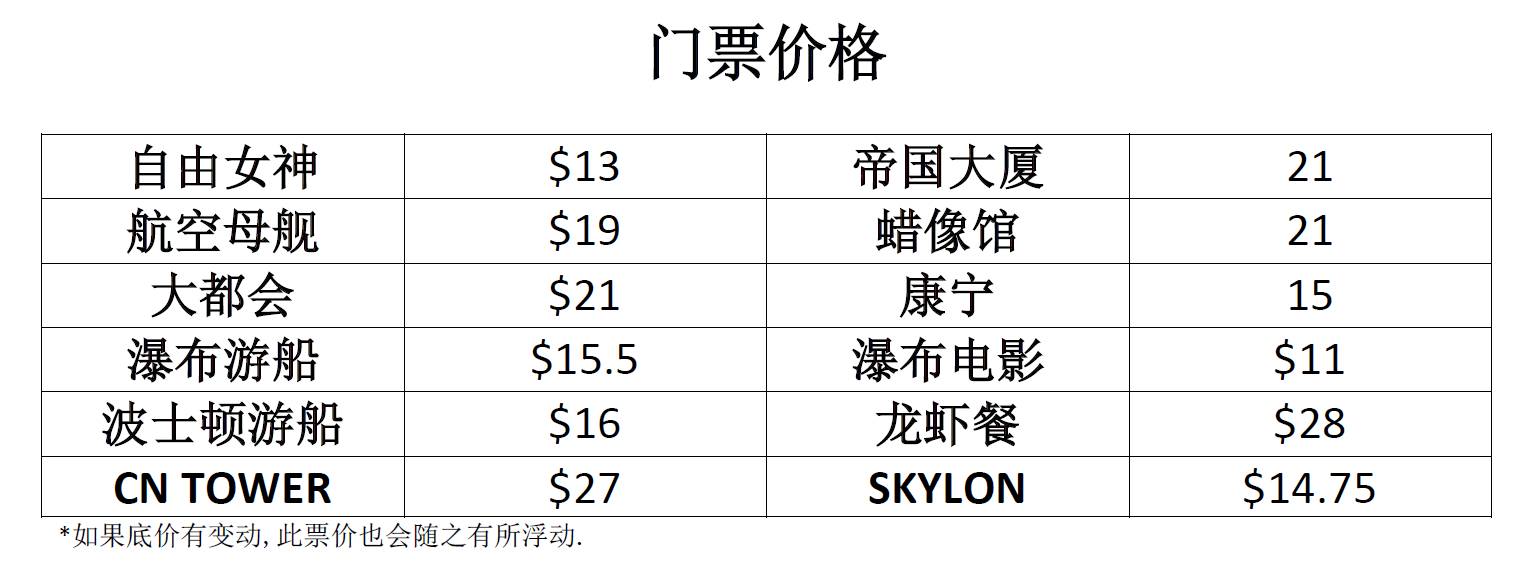 门票价格
自由女神 $13 帝国大厦 21
航空母舰 $19 蜡像馆 21
大都会 $21 康宁 15
瀑布游船 $15.5 瀑布电影 $11
波士顿游船 $16 龙虾餐 $28
CN TOWER $27 SKYLON $14.75
*如果底价有变动, 此票价也会随之有所浮动.